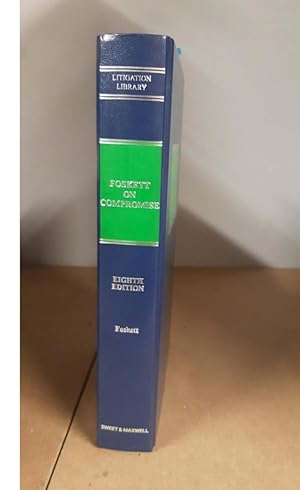 LITIGATION
LIBRARY
FOSKETT
ON
COMPROMISE
EIGHTH
EDITION
Foskett
SWEET & MAXWELL